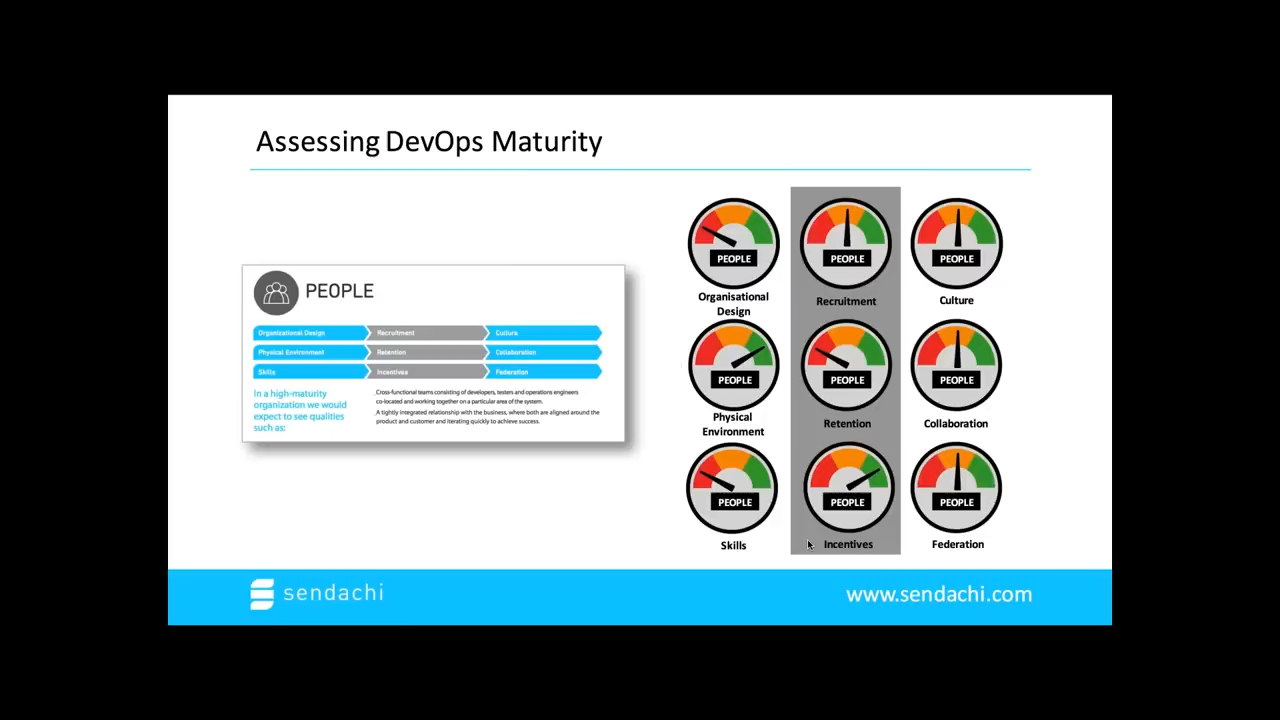 Assessing DevOps Maturity
PEOPLE
Organizational Design
Recruitment
Culture
Physical Environment
Retention
Collaboration
Skills
Incentives
Federation
In a high-maturity
organization we would
expect to see qualities
such as:
Cross-functional teams consisting of developers, testers and operations engineers
co-located and working together on a particular area of the system.
A tightly integrated relationship with the business, where both are aligned around the
product and customer and iterating quickly to achieve success.
PEOPLE
PEOPLE
PEOPLE
Organisational
Design
Recruitment
Culture
PEOPLE
PEOPLE
PEOPLE
Physical
Environment
Retention
Collaboration
PEOPLE
PEOPLE
PEOPLE
Skills
Incentives
Federation
sendachi
www.sendachi.com